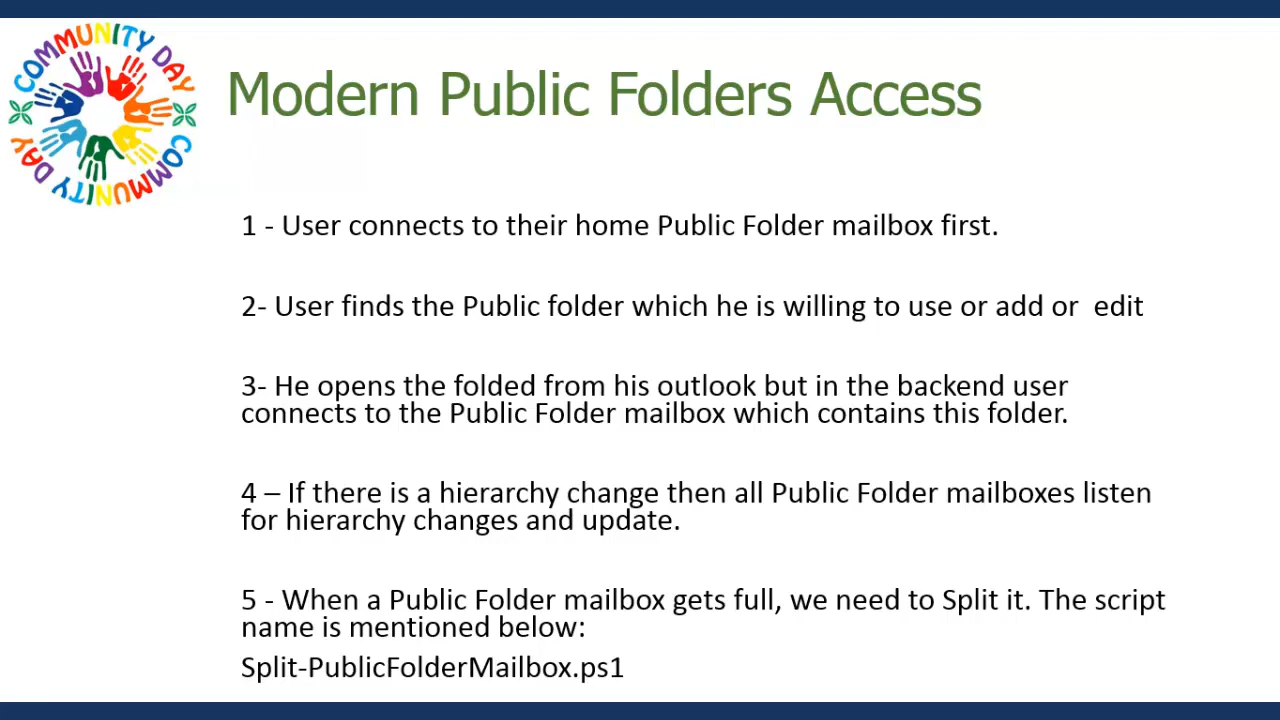 COMMUNITY DAY
COMMUNITY DAY
Modern Public Folders Access
1 - User connects to their home Public Folder mailbox first.
2- User finds the Public folder which he is willing to use or add or  edit
3- He opens the folded from his outlook but in the backend user
connects to the Public Folder mailbox which contains this folder.
4 – If there is a hierarchy change then all Public Folder mailboxes listen
for hierarchy changes and update.
5 - When a Public Folder mailbox gets full, we need to Split it. The script
name is mentioned below:
Split-PublicFolderMailbox.ps1